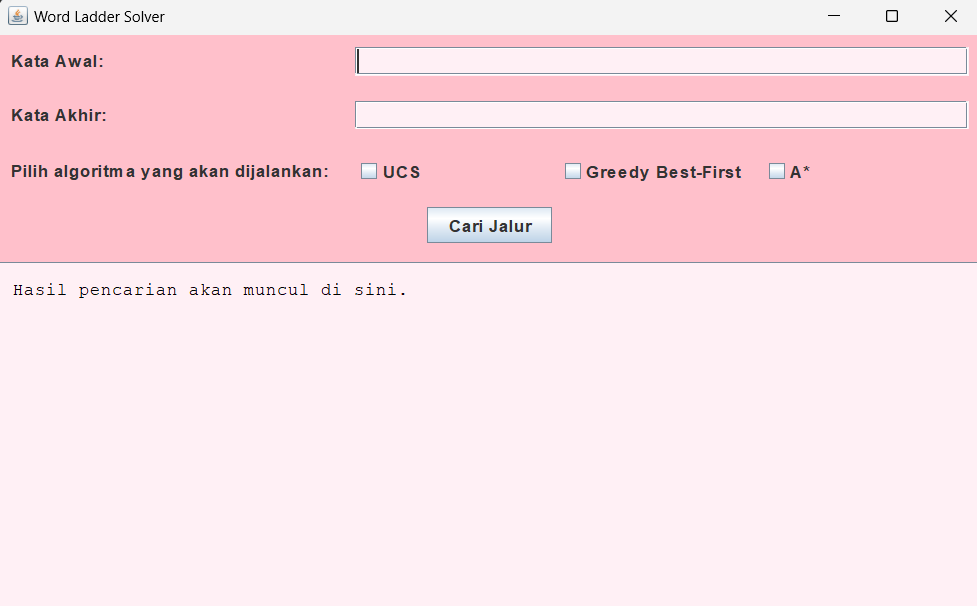 Word Ladder Solver
Kata Awal:
Kata Akhir:
Pilih algoritma yang akan dijalankan: UCS Greedy Best-First A*
Cari Jalur
Hasil pencarian akan muncul di sini.